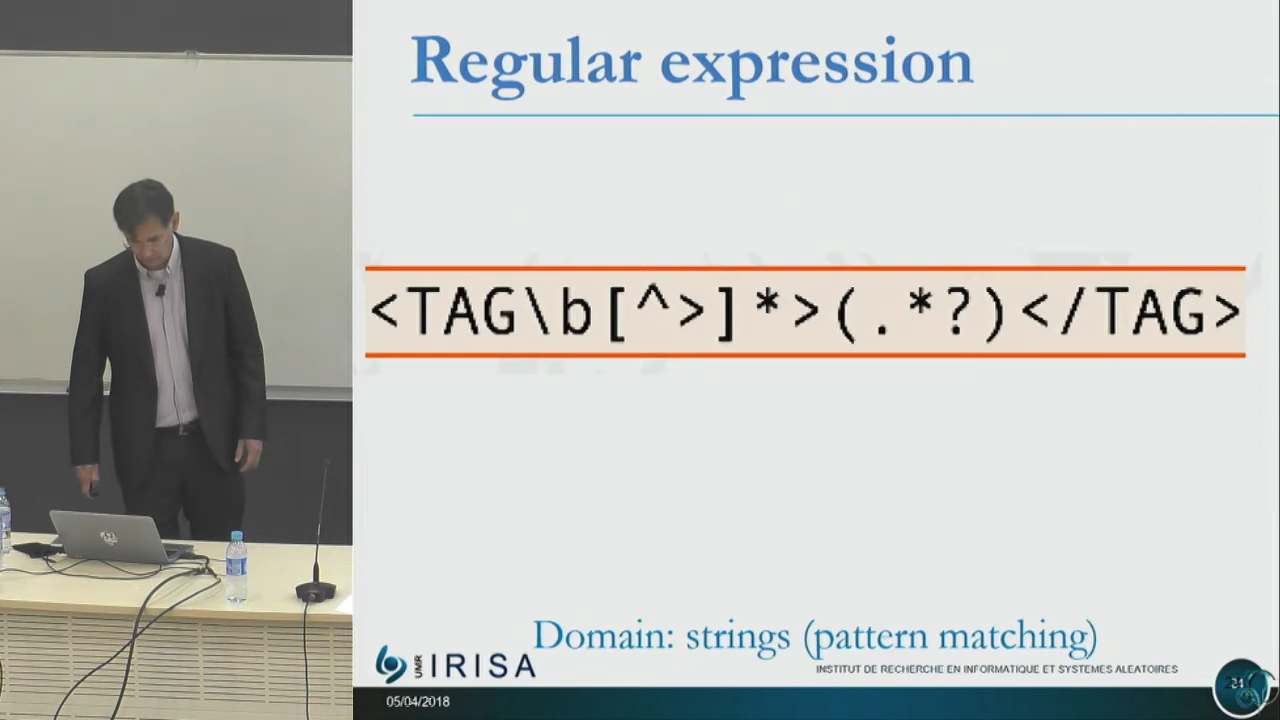 Regular expression
<TAG\b[^>]*>(.*?)</TAG>
Domain: strings (pattern matching)
UMR IRISA
INSTITUT DE RECHERCHE EN INFORMATIQUE ET SYSTEMES ALEATOIRES
05/04/2018
24